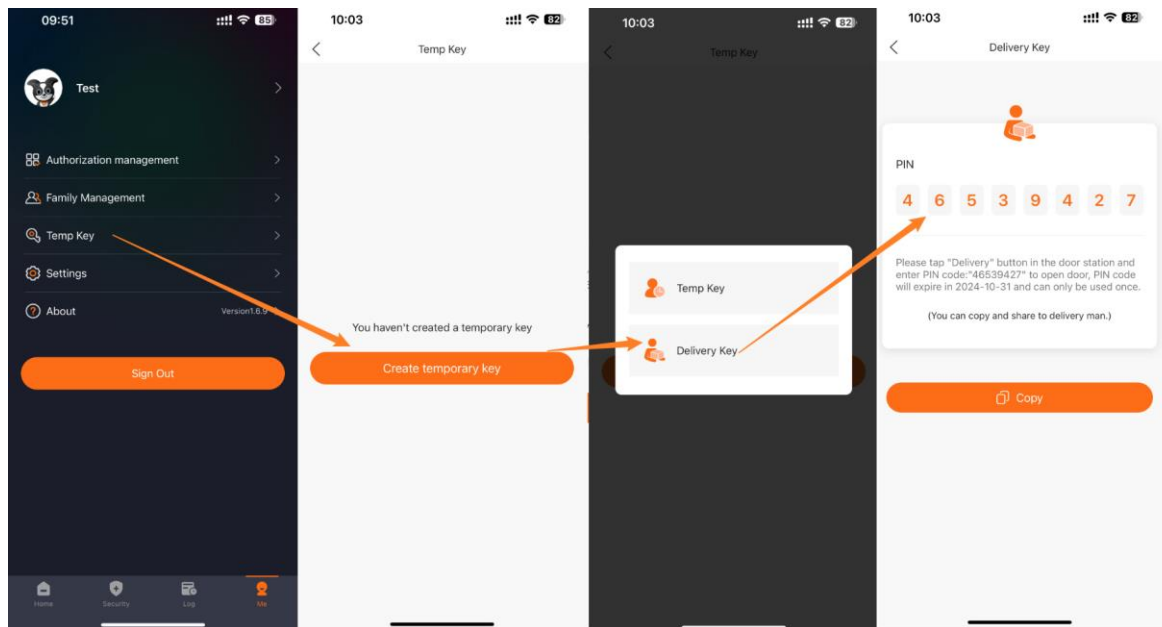 09:51
85
Test
Authorization management
Family Management
Temp Key
Settings
About
Version1.6.9
Sign Out
Home
Security
Log
Me
10:03
82
Temp Key
You haven't created a temporary key
Create temporary key
10:03
82
Temp Key
Temp Key
Delivery Key
10:03
82
Delivery Key
PIN
4 6 5 3 9 4 2 7
Please tap "Delivery" button in the door station and
enter PIN code:"46539427" to open door, PIN code
will expire in 2024-10-31 and can only be used once.
(You can copy and share to delivery man.)
Copy